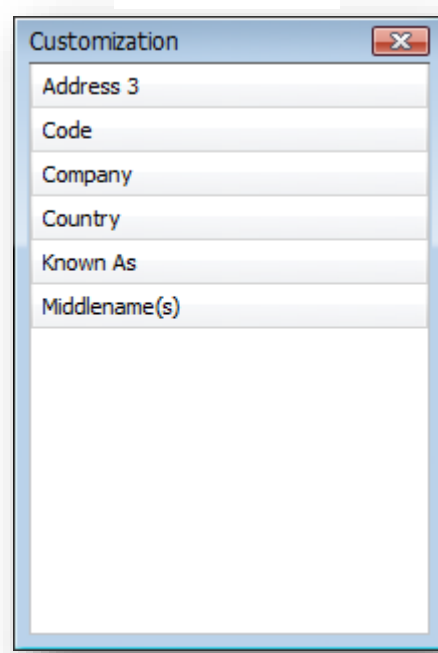 Customization
Address 3
Code
Company
Country
Known As
Middlename(s)